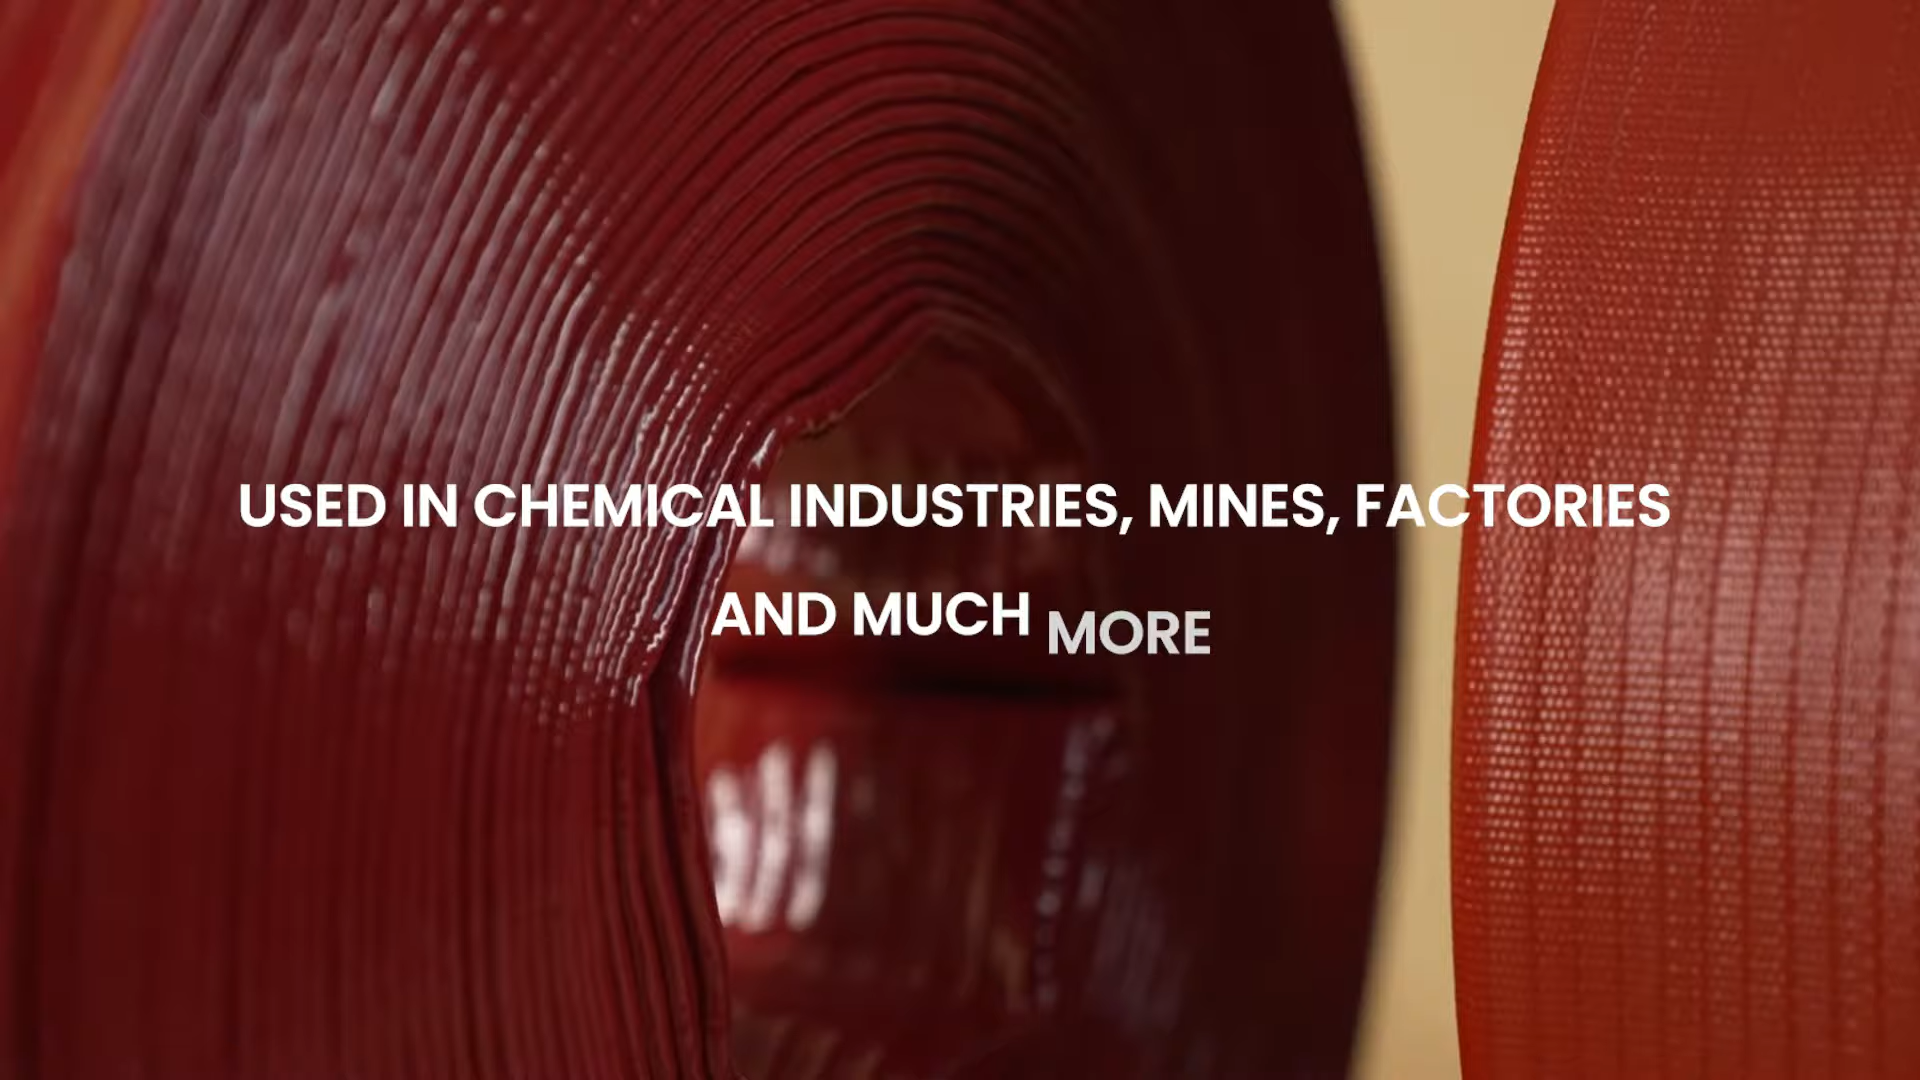 USED IN CHEMICAL INDUSTRIES, MINES, FACTORIES
AND MUCH MORE